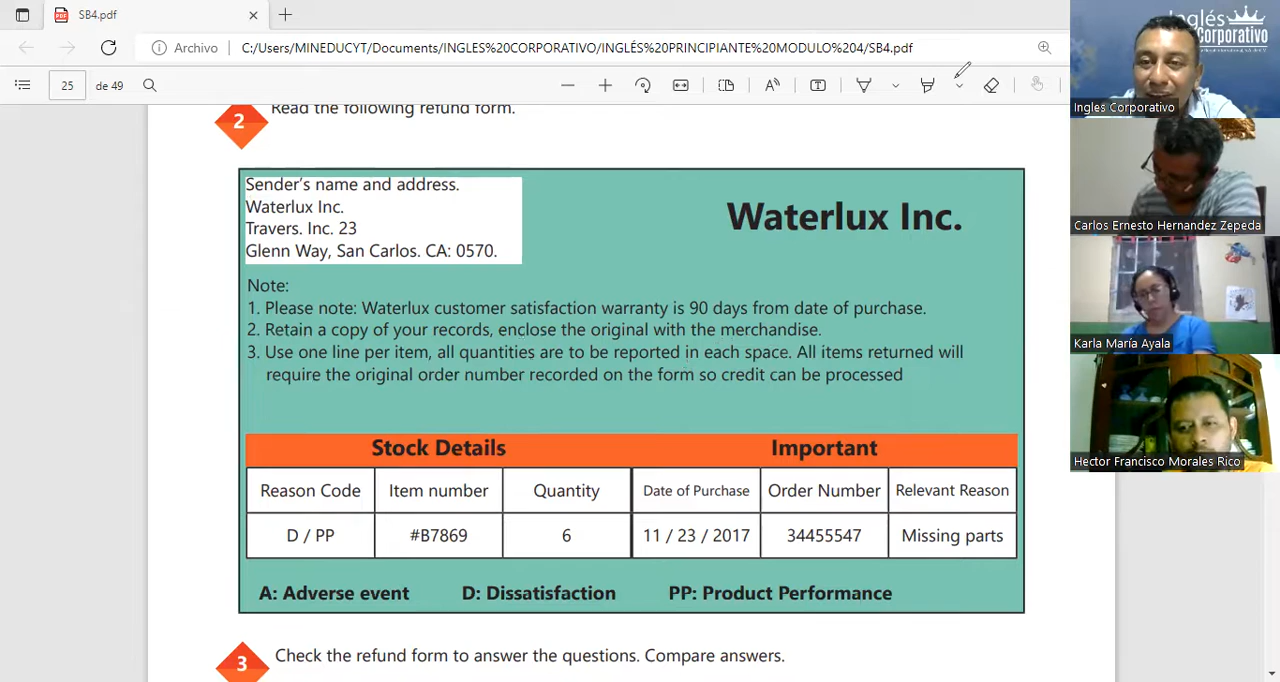 SB4.pdf
Archivo
C:/Users/MINEDUCYT/Documents/INGLES%20CORPORATIVO/INGLÉS%20PRINCIPIANTE%20MODULO%204/SB4.pdf
25 de 49
2 Read the following refund form.
Sender's name and address.
Waterlux Inc.
Travers. Inc. 23
Glenn Way, San Carlos. CA: 0570.
Waterlux Inc.
Note:
1. Please note: Waterlux customer satisfaction warranty is 90 days from date of purchase.
2. Retain a copy of your records, enclose the original with the merchandise.
3. Use one line per item, all quantities are to be reported in each space. All items returned will
require the original order number recorded on the form so credit can be processed
Stock Details Important
Reason Code Item number Quantity Date of Purchase Order Number Relevant Reason
D / PP #B7869 6 11 / 23 / 2017 34455547 Missing parts
A: Adverse event D: Dissatisfaction PP: Product Performance
3 Check the refund form to answer the questions. Compare answers.
Inglés
Corporativo
Ingles Corporativo
Carlos Ernesto Hernandez Zepeda
Karla María Ayala
Hector Francisco Morales Rico